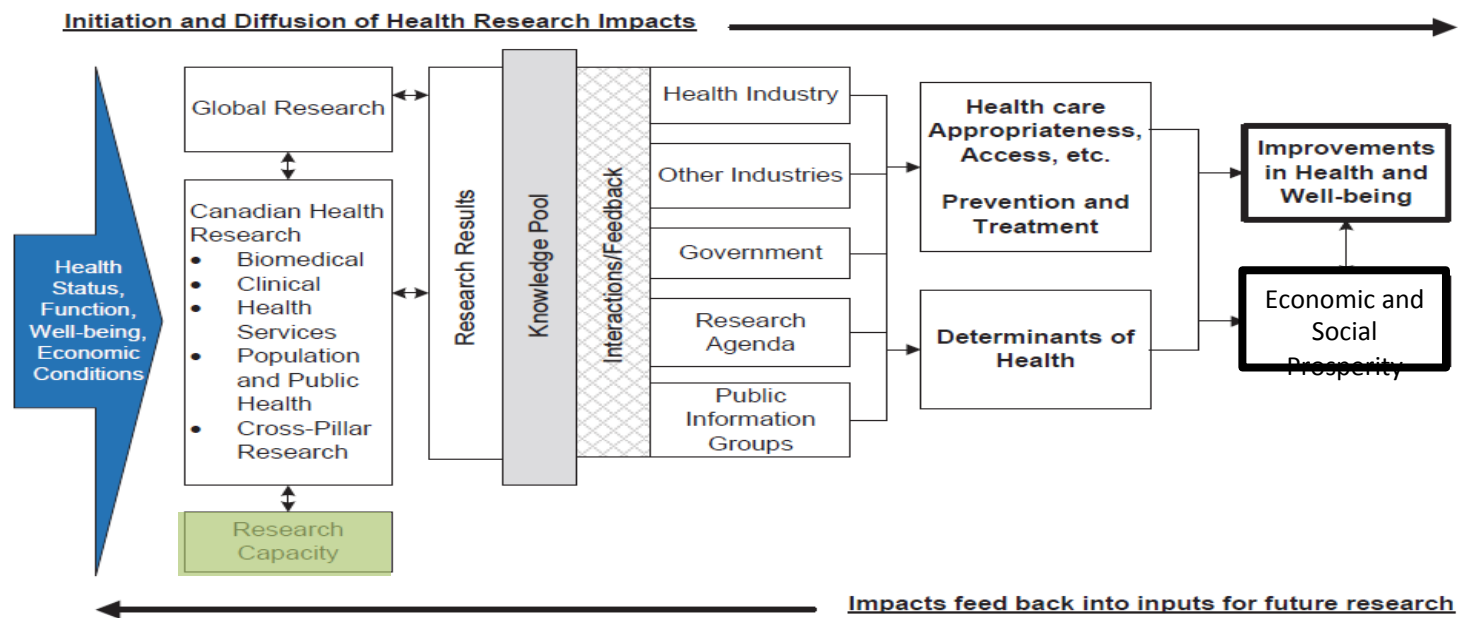 Initiation and Diffusion of Health Research Impacts
Health
Status,
Function,
Well-being,
Economic
Conditions
Global Research
Canadian Health
Research
• Biomedical
• Clinical
• Health
Services
• Population
and Public
Health
• Cross-Pillar
Research
Research
Capacity
Research Results
Knowledge Pool
Interactions/Feedback
Health Industry
Other Industries
Government
Research
Agenda
Public
Information
Groups
Health care
Appropriateness,
Access, etc.
Prevention and
Treatment
Determinants of
Health
Improvements
in Health and
Well-being
Economic and
Social
Prosperity
Impacts feed back into inputs for future research